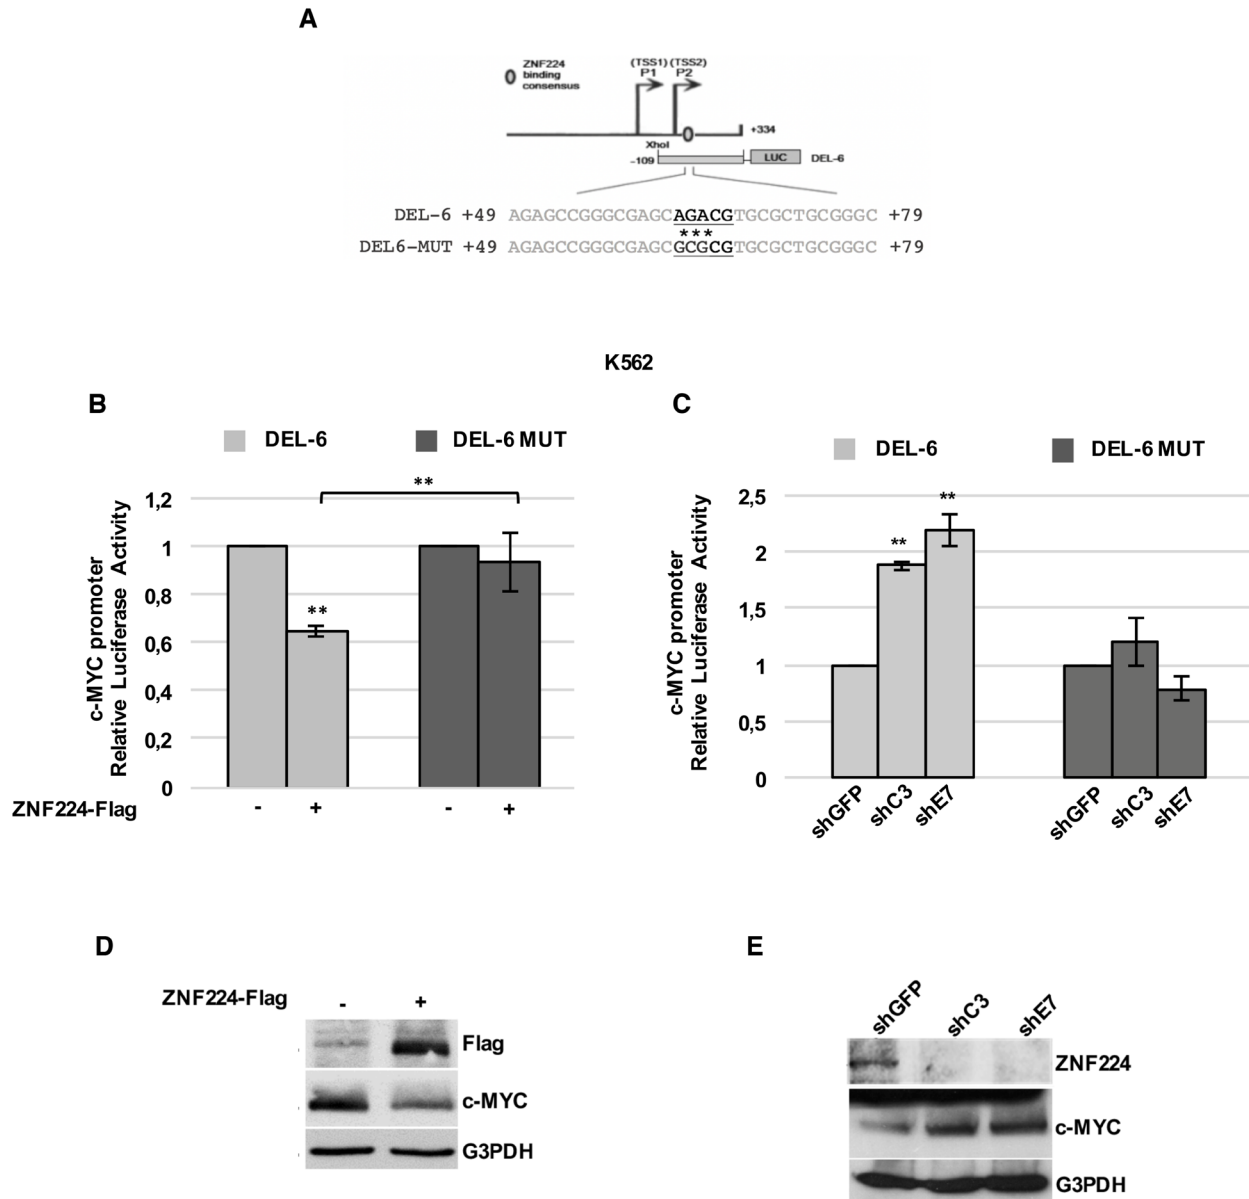 A
ZNF224
binding
consensus
(TSS1) (TSS2)
P1 P2
+334
XhoI
-109
LUC
DEL-6
DEL-6 +49 AGAGCCGGGCGAGCAGACGTGCGCTGCGGGC +79
***
DEL6-MUT +49 AGAGCCGGGCGAGCGCGCGTGCGCTGCGGGC +79
K562
B
DEL-6
DEL-6 MUT
c-MYC promoter
Relative Luciferase Activity
1,2
1
0,8
0,6
0,4
0,2
0
**
**
ZNF224-Flag - + - +
C
DEL-6
DEL-6 MUT
c-MYC promoter
Relative Luciferase Activity
2,5
2
1,5
1
0,5
0
**
**
shGFP shC3 shE7 shGFP shC3 shE7
D
ZNF224-Flag - +
Flag
c-MYC
G3PDH
E
shGFP shC3 shE7
ZNF224
c-MYC
G3PDH